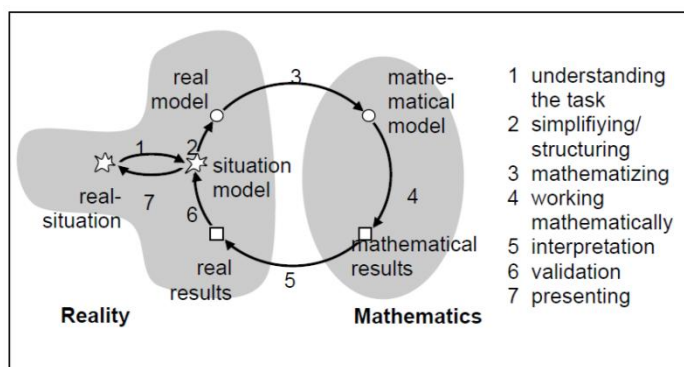 real
model
3
mathe-
matical
model
1
2
situation
model
real-
situation
7
6
4
real
results
5
mathematical
results
Reality
Mathematics
1 understanding
the task
2 simplifiying/
structuring
3 mathematizing
4 working
mathematically
5 interpretation
6 validation
7 presenting